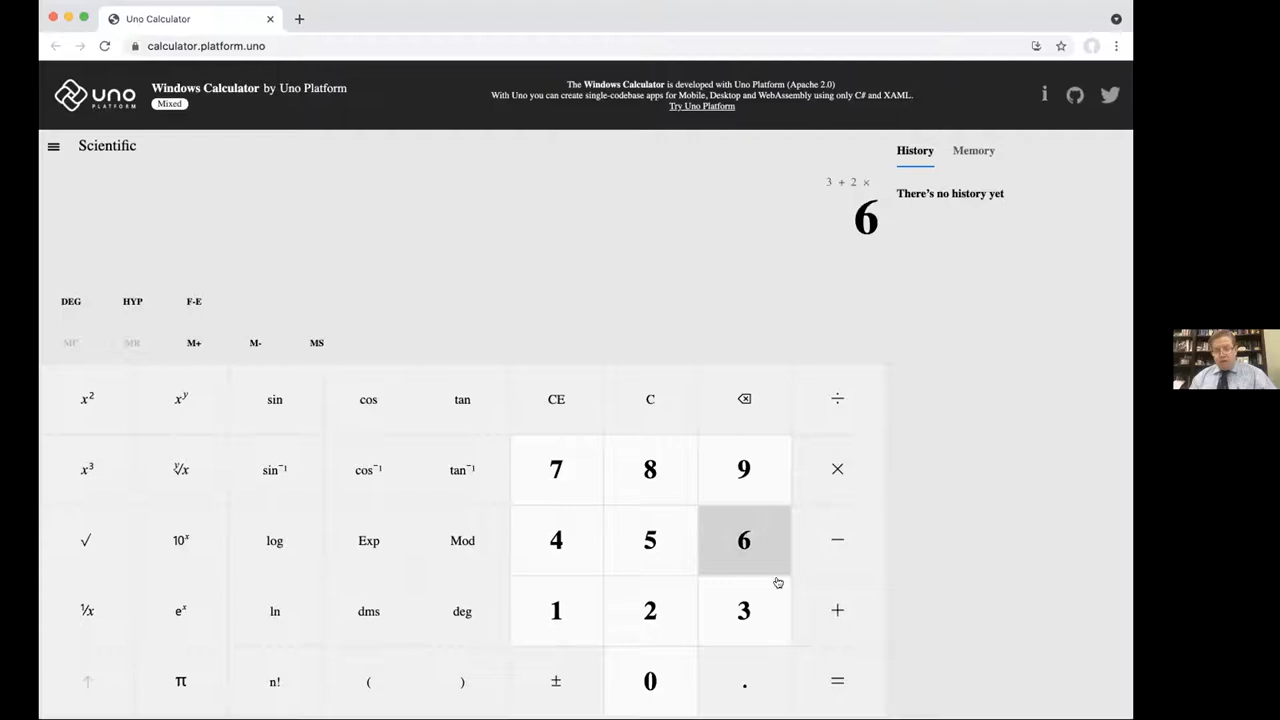 Uno Calculator
calculator.platform.uno
UNO
PLATFORM
Windows Calculator by Uno Platform
Mixed
The Windows Calculator is developed with Uno Platform (Apache 2.0)
With Uno you can create single-codebase apps for Mobile, Desktop and WebAssembly using only C# and XAML.
Try Uno Platform
Scientific
History Memory
3 + 2 ×
6
There's no history yet
DEG HYP F-E
MC MR M+ M- MS
x² xʸ sin cos tan CE C ⌫ ÷
x³ ʸ√x sin⁻¹ cos⁻¹ tan⁻¹ 7 8 9 ×
√ 10ˣ log Exp Mod 4 5 6 −
¹/x eˣ ln dms deg 1 2 3 +
↑ π n! ( ) ± 0 . =